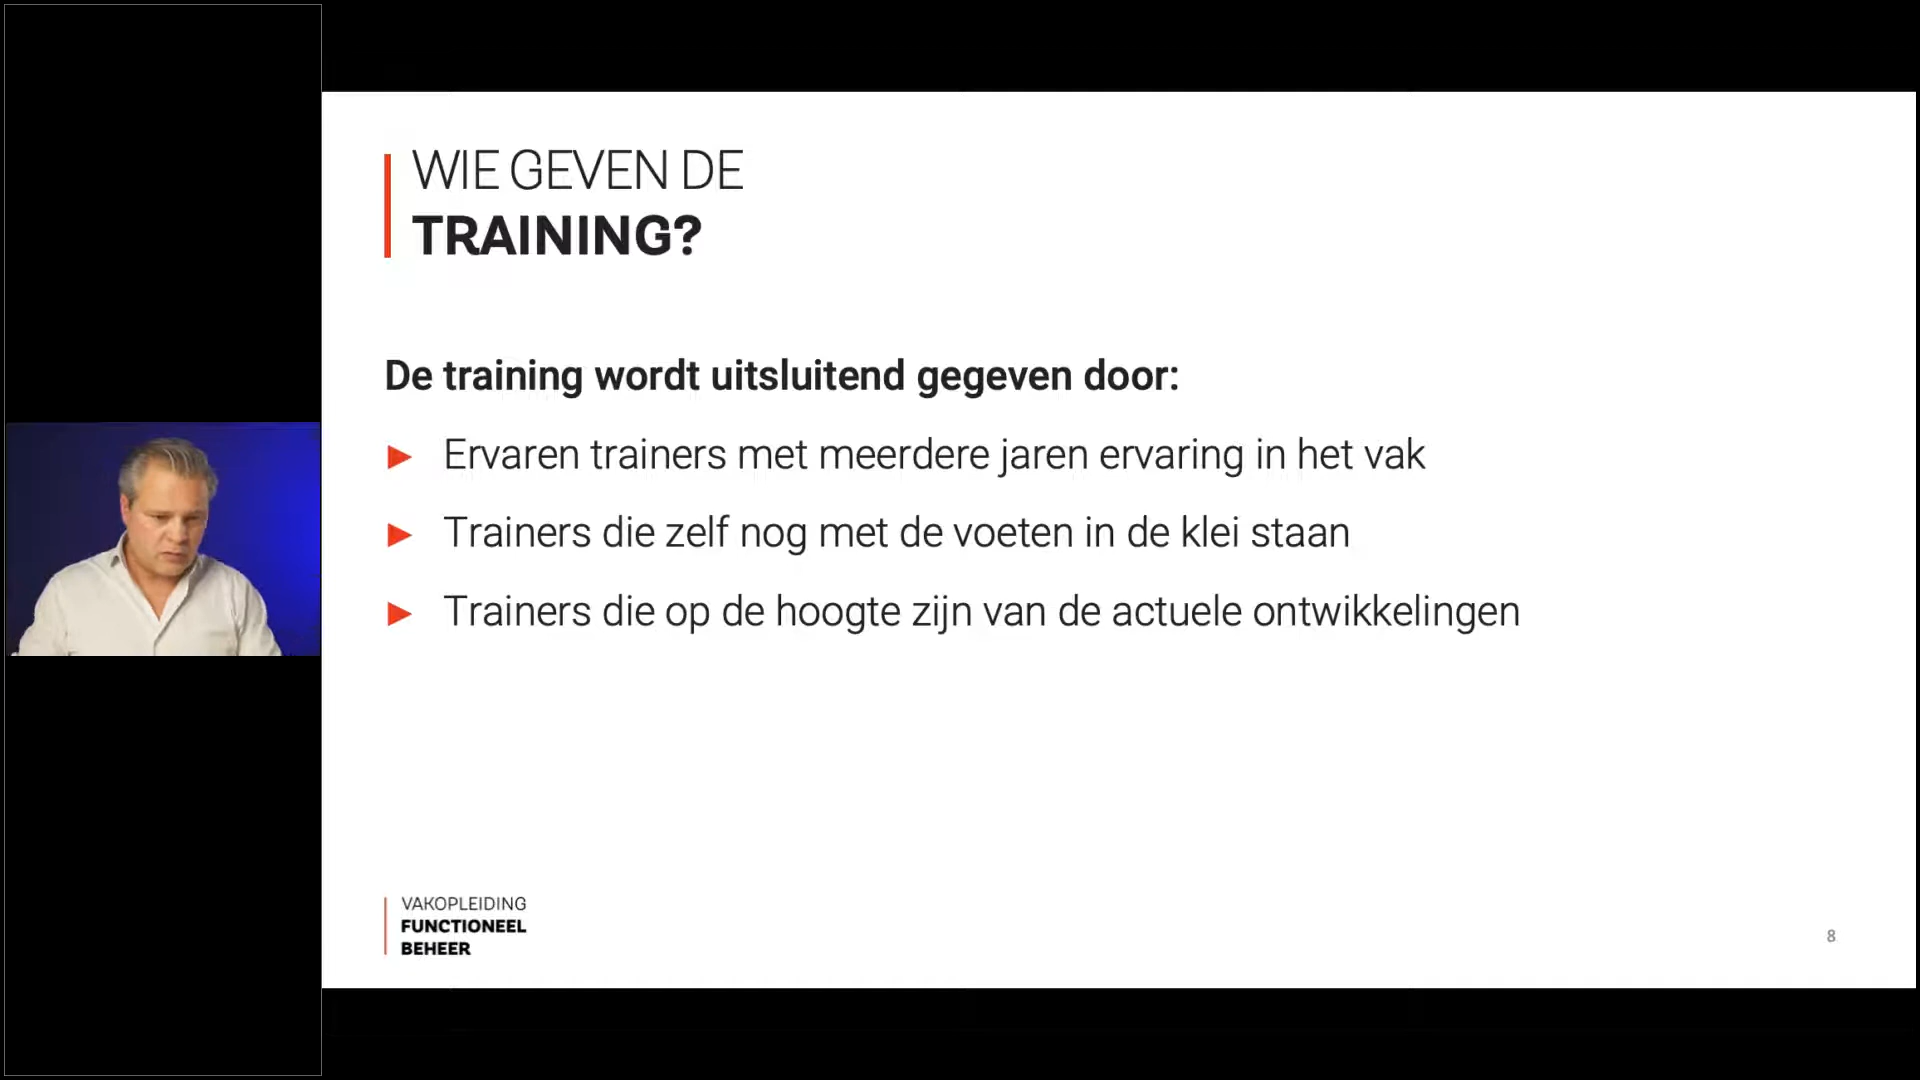 WIE GEVEN DE
TRAINING?
De training wordt uitsluitend gegeven door:
► Ervaren trainers met meerdere jaren ervaring in het vak
► Trainers die zelf nog met de voeten in de klei staan
► Trainers die op de hoogte zijn van de actuele ontwikkelingen
VAKOPLEIDING
FUNCTIONEEL
BEHEER
8